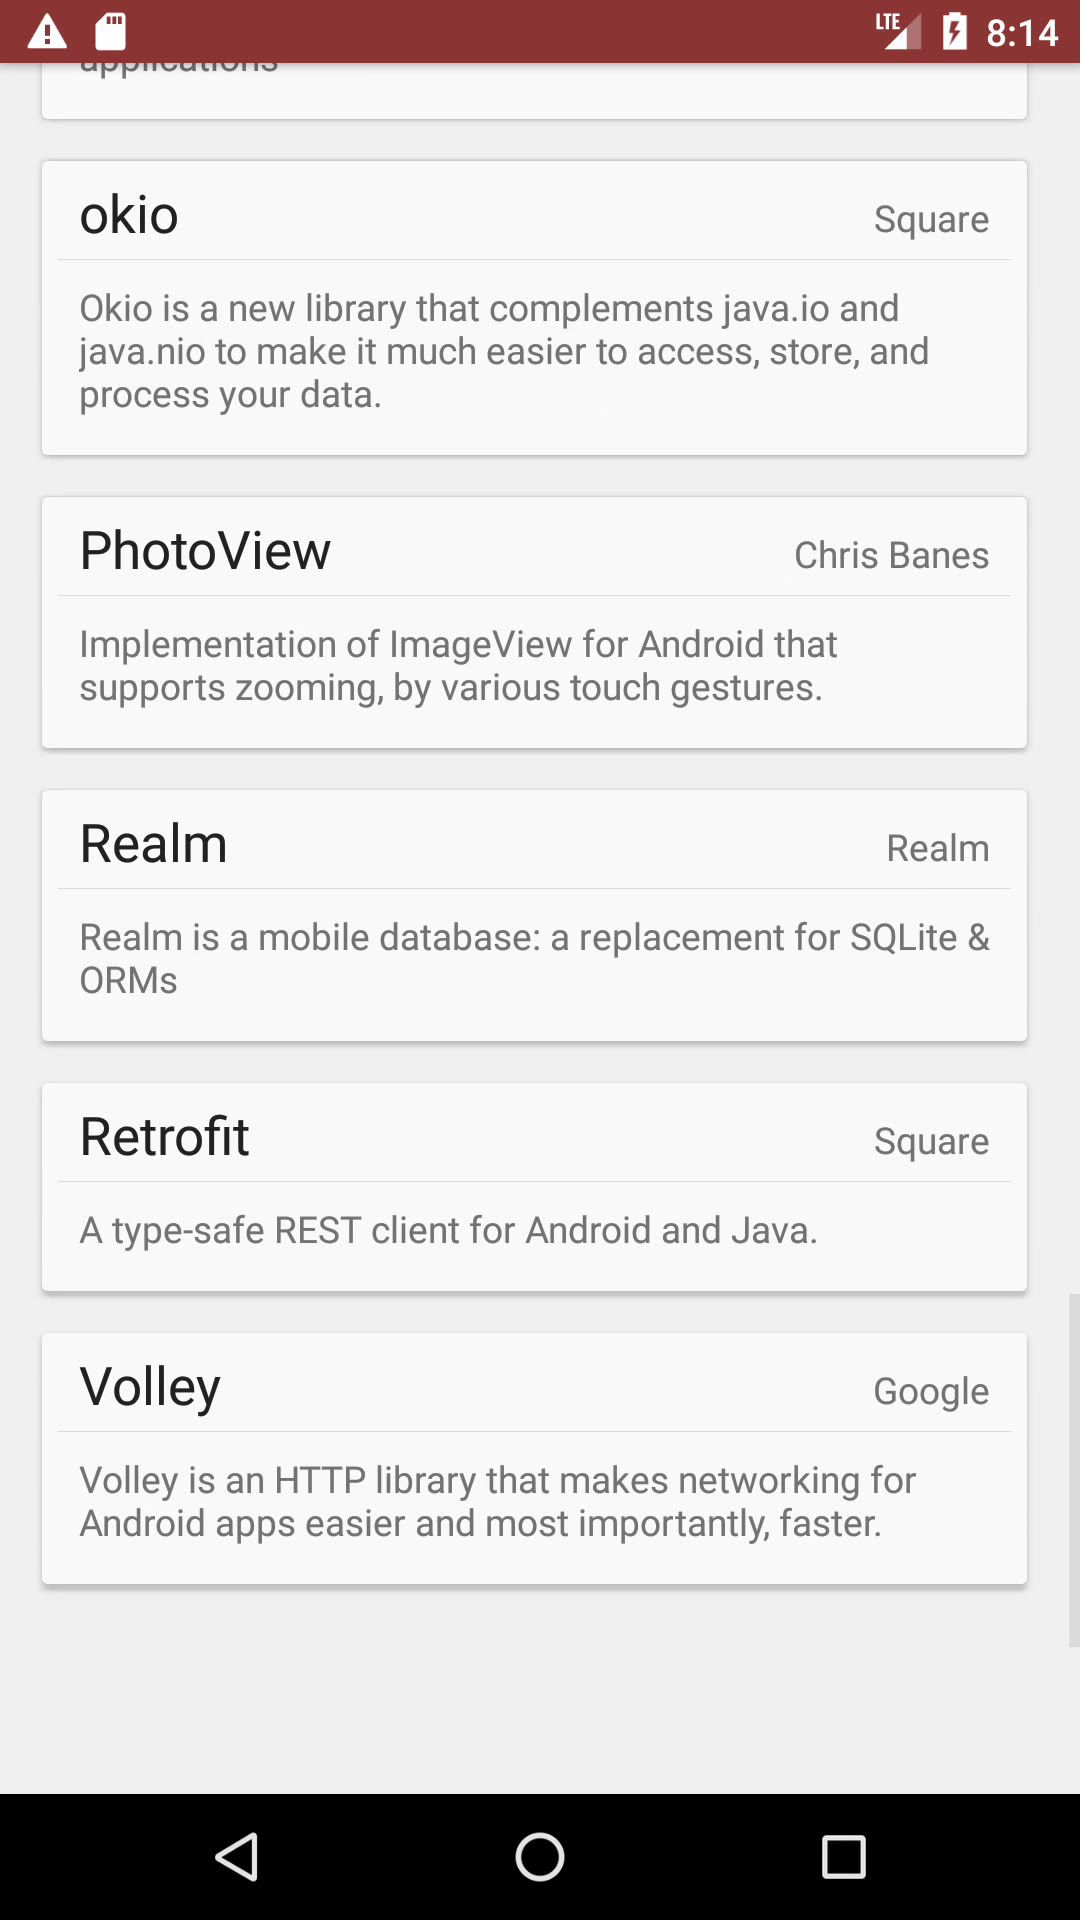 LTE 8:14
applications
okio Square
Okio is a new library that complements java.io and
java.nio to make it much easier to access, store, and
process your data.
PhotoView Chris Banes
Implementation of ImageView for Android that
supports zooming, by various touch gestures.
Realm Realm
Realm is a mobile database: a replacement for SQLite &
ORMs
Retrofit Square
A type-safe REST client for Android and Java.
Volley Google
Volley is an HTTP library that makes networking for
Android apps easier and most importantly, faster.